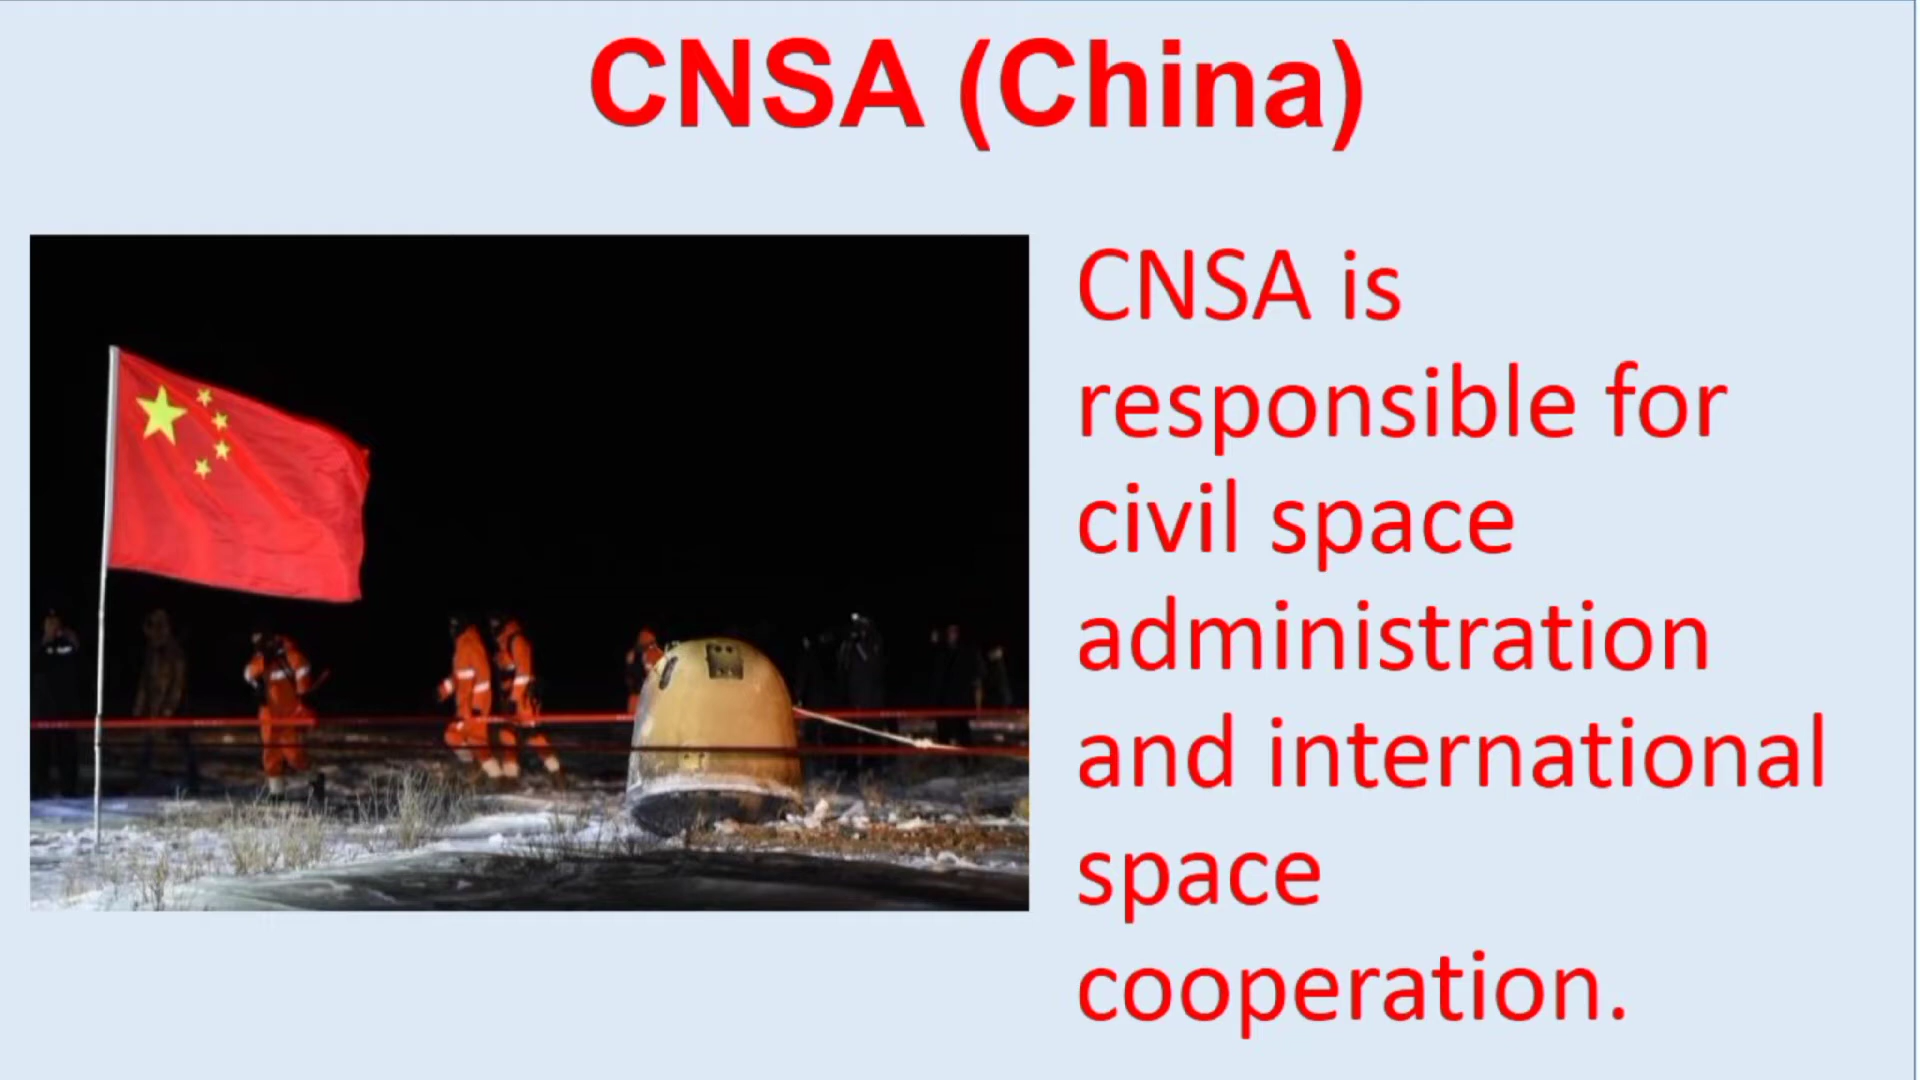 CNSA (China)
CNSA is
responsible for
civil space
administration
and international
space
cooperation.